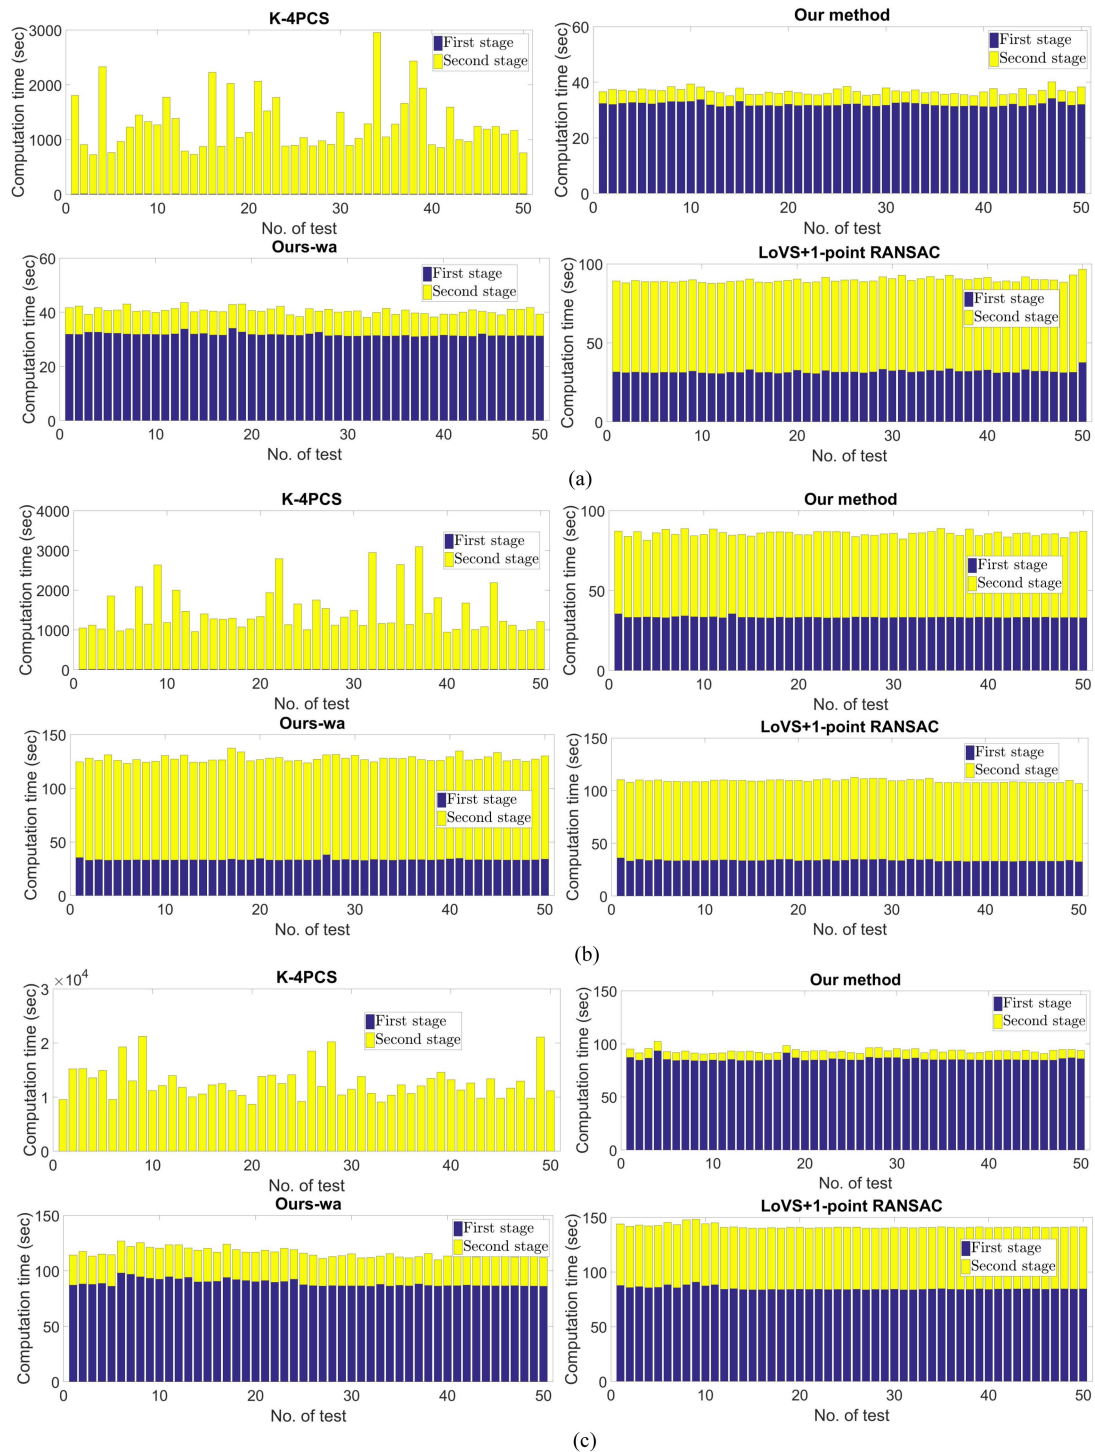 K-4PCS
Computation time (sec)
3000
2000
1000
0
0 10 20 30 40 50
No. of test
First stage
Second stage
Our method
Computation time (sec)
60
40
20
0
0 10 20 30 40 50
No. of test
First stage
Second stage
Ours-wa
Computation time (sec)
60
40
20
0
0 10 20 30 40 50
No. of test
First stage
Second stage
LoVS+1-point RANSAC
Computation time (sec)
100
50
0
0 10 20 30 40 50
No. of test
First stage
Second stage
(a)
K-4PCS
Computation time (sec)
4000
3000
2000
1000
0
0 10 20 30 40 50
No. of test
First stage
Second stage
Our method
Computation time (sec)
100
50
0
0 10 20 30 40 50
No. of test
First stage
Second stage
Ours-wa
Computation time (sec)
150
100
50
0
0 10 20 30 40 50
No. of test
First stage
Second stage
LoVS+1-point RANSAC
Computation time (sec)
150
100
50
0
0 10 20 30 40 50
No. of test
First stage
Second stage
(b)
K-4PCS
×10⁴
Computation time (sec)
3
2
1
0
0 10 20 30 40 50
No. of test
First stage
Second stage
Our method
Computation time (sec)
150
100
50
0
0 10 20 30 40 50
No. of test
First stage
Second stage
Ours-wa
Computation time (sec)
150
100
50
0
0 10 20 30 40 50
No. of test
First stage
Second stage
LoVS+1-point RANSAC
Computation time (sec)
150
100
50
0
0 10 20 30 40 50
No. of test
First stage
Second stage
(c)